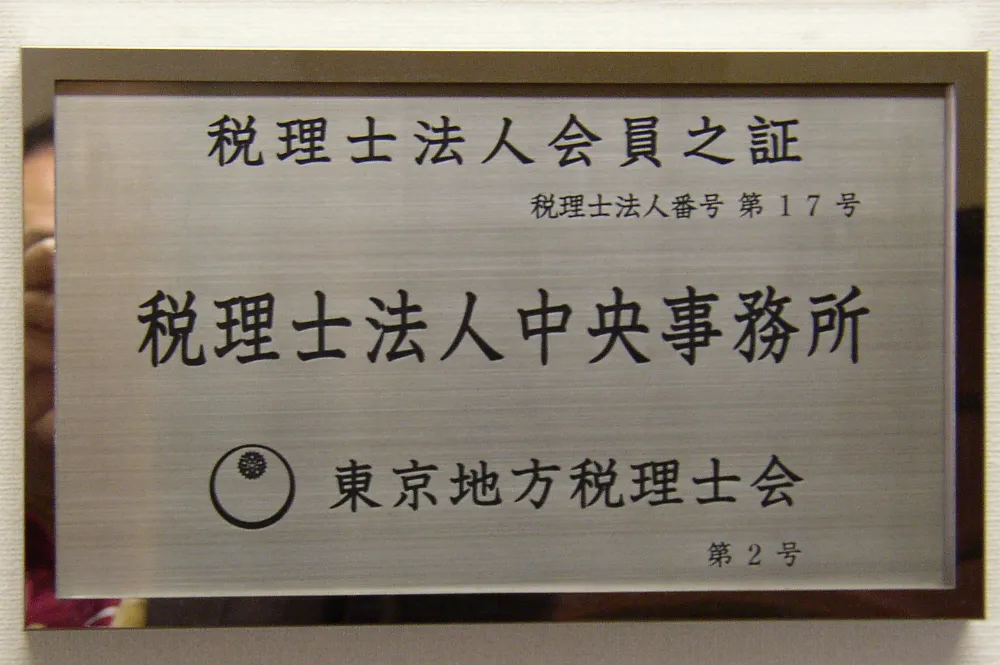 税理士法人会員之証
税理士法人番号 第 17 号
税理士法人中央事務所
東京地方税理士会
第 2 号